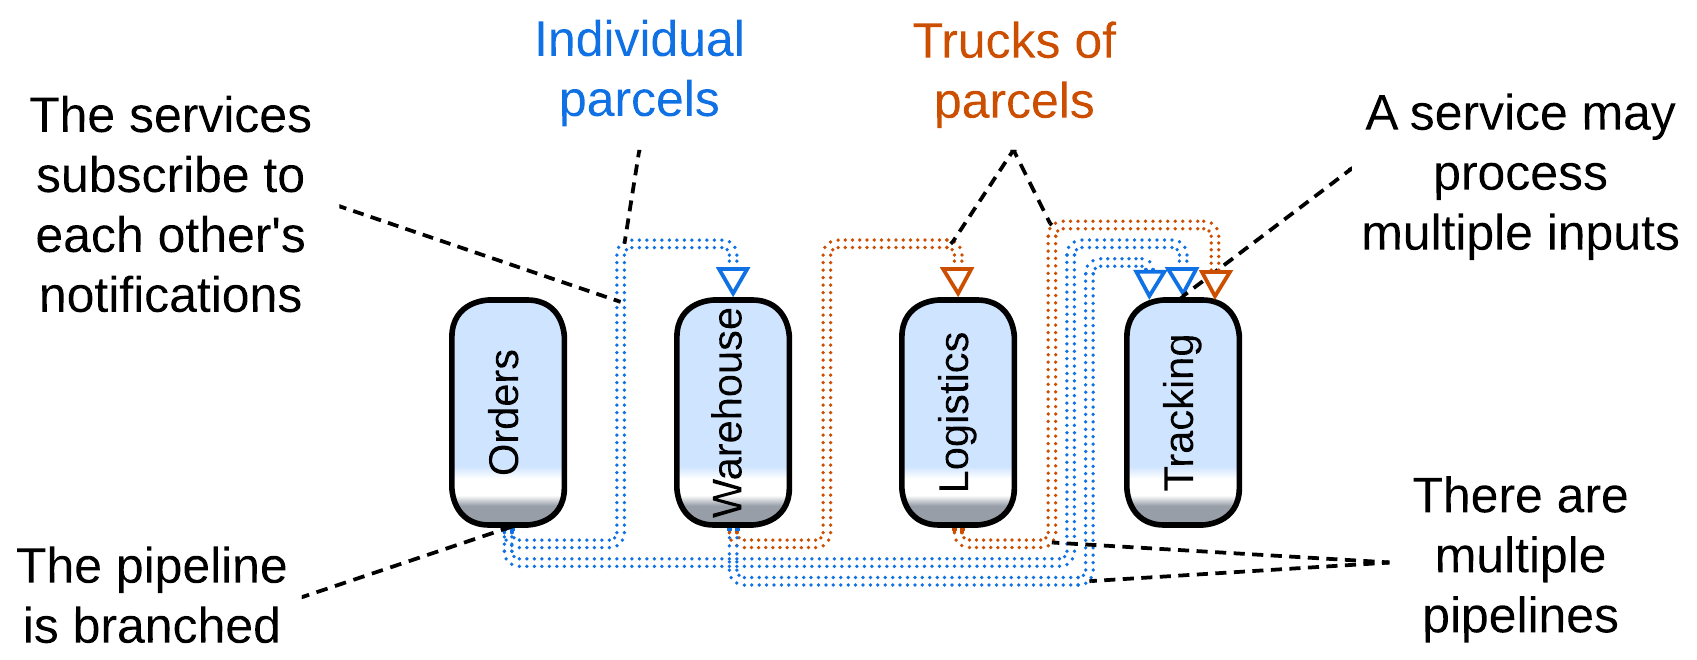 Individual
parcels
Trucks of
parcels
The services
subscribe to
each other's
notifications
A service may
process
multiple inputs
Orders
Warehouse
Logistics
Tracking
The pipeline
is branched
There are
multiple
pipelines